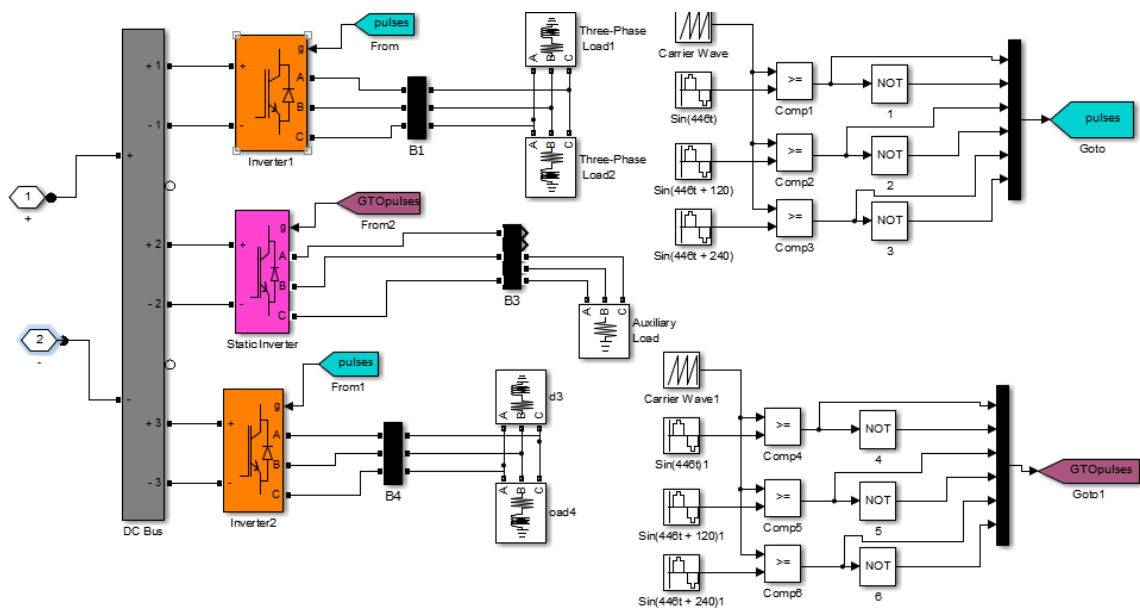 pulses
From
g
+ 1
+
A
B
- 1
-
C
Inverter1
B1
A B C
Three-Phase
Load1
A B C
Three-Phase
Load2
1
+
+
GTOpulses
From2
g
+ 2
+
A
B
- 2
-
C
Static Inverter
B3
A B C
Auxiliary
Load
2
-
-
pulses
From1
g
+ 3
+
A
B
- 3
-
C
DC Bus
Inverter2
B4
A B C
d3
A B C
oad4
Carrier Wave
Sin(446t)
Sin(446t + 120)
Sin(446t + 240)
>=
Comp1
>=
Comp2
>=
Comp3
NOT
1
NOT
2
NOT
3
pulses
Goto
Carrier Wave1
Sin(446t)1
Sin(446t + 120)1
Sin(446t + 240)1
>=
Comp4
>=
Comp5
>=
Comp6
NOT
4
NOT
5
NOT
6
GTOpulses
Goto1